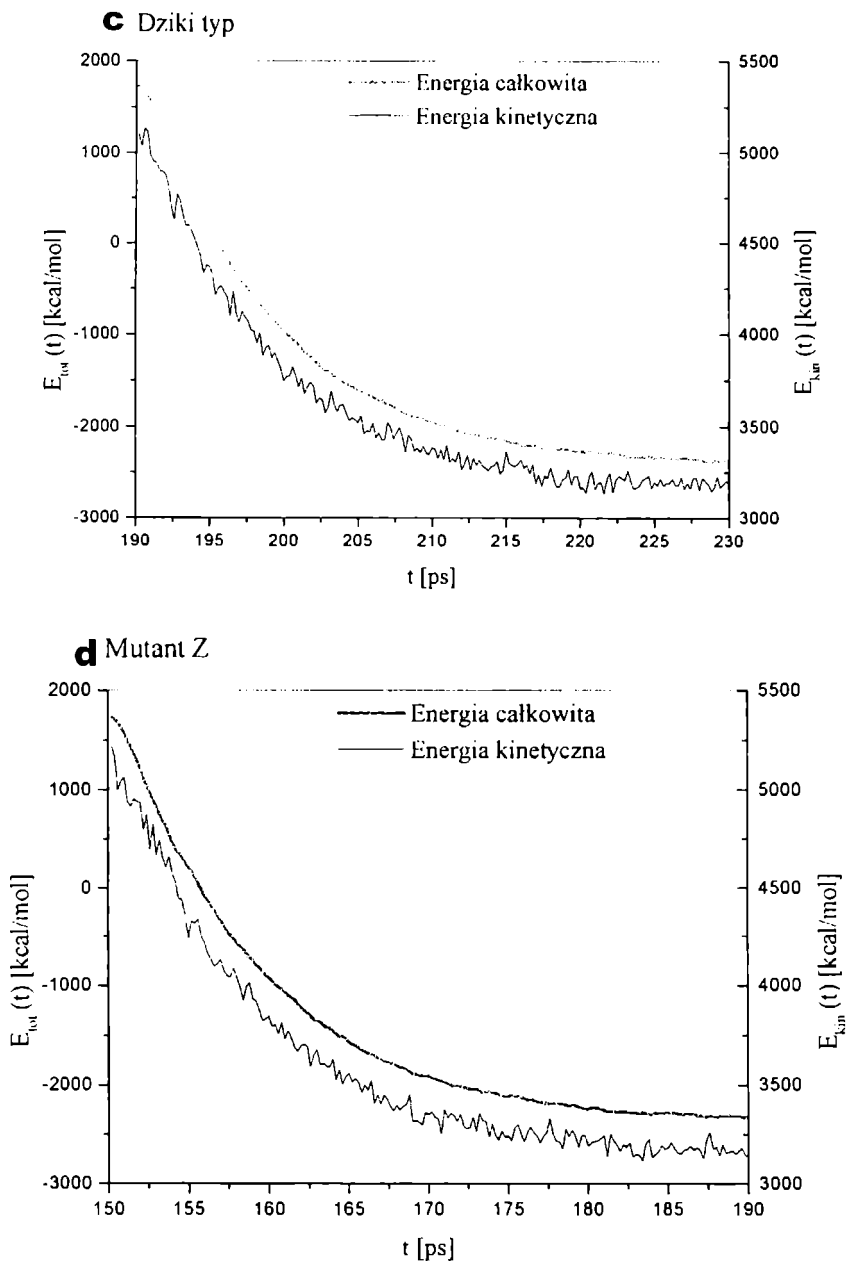 c Dziki typ
2000
1000
0
-1000
-2000
-3000
E_tot (t) [kcal/mol]
Energia całkowita
Energia kinetyczna
5500
5000
4500
4000
3500
3000
E_kin (t) [kcal/mol]
190 195 200 205 210 215 220 225 230
t [ps]
d Mutant Z
2000
1000
0
-1000
-2000
-3000
E_tot (t) [kcal/mol]
Energia całkowita
Energia kinetyczna
5500
5000
4500
4000
3500
3000
E_kin (t) [kcal/mol]
150 155 160 165 170 175 180 185 190
t [ps]